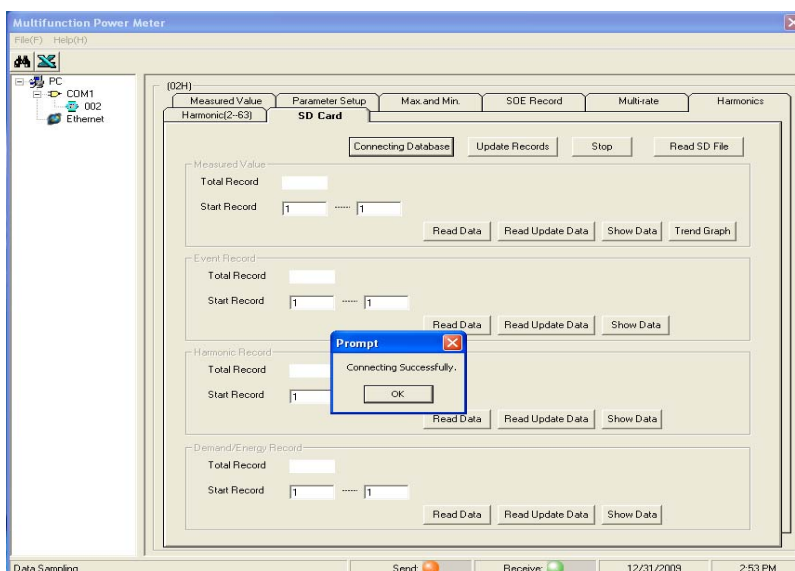 Multifunction Power Meter
File(F) Help(H)
PC
COM1
002
Ethernet
(02H)
Measured Value Parameter Setup Max.and Min. SOE Record Multi-rate Harmonics
Harmonic(2--63) SD Card
Connecting Database Update Records Stop Read SD File
Measured Value
Total Record
Start Record 1 ----- 1
Read Data Read Update Data Show Data Trend Graph
Event Record
Total Record
Start Record 1 ----- 1
Read Data Read Update Data Show Data
Prompt
Connecting Successfully.
OK
Harmonic Record
Total Record
Start Record 1
Read Data Read Update Data Show Data
Demand/Energy Record
Total Record
Start Record 1 ----- 1
Read Data Read Update Data Show Data
Data Sampling Send: Receive: 12/31/2009 2:53 PM